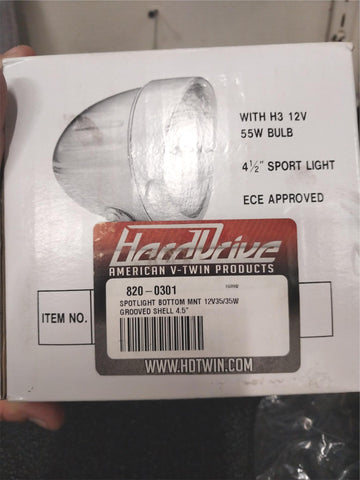 WITH H3 12V
55W BULB
4½" SPORT LIGHT
ECE APPROVED
HardDrive
AMERICAN V-TWIN PRODUCTS
820-0301
SPOTLIGHT BOTTOM MNT 12V35/35W
GROOVED SHELL 4.5"
ITEM NO.
WWW.HOTWIN.COM